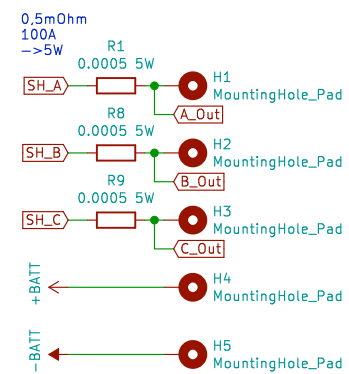 0,5mOhm
100A
->5W
R1
0.0005 5W
SH_A
H1
MountingHole_Pad
A_Out
R8
0.0005 5W
SH_B
H2
MountingHole_Pad
B_Out
R9
0.0005 5W
SH_C
H3
MountingHole_Pad
C_Out
+BATT
H4
MountingHole_Pad
-BATT
H5
MountingHole_Pad